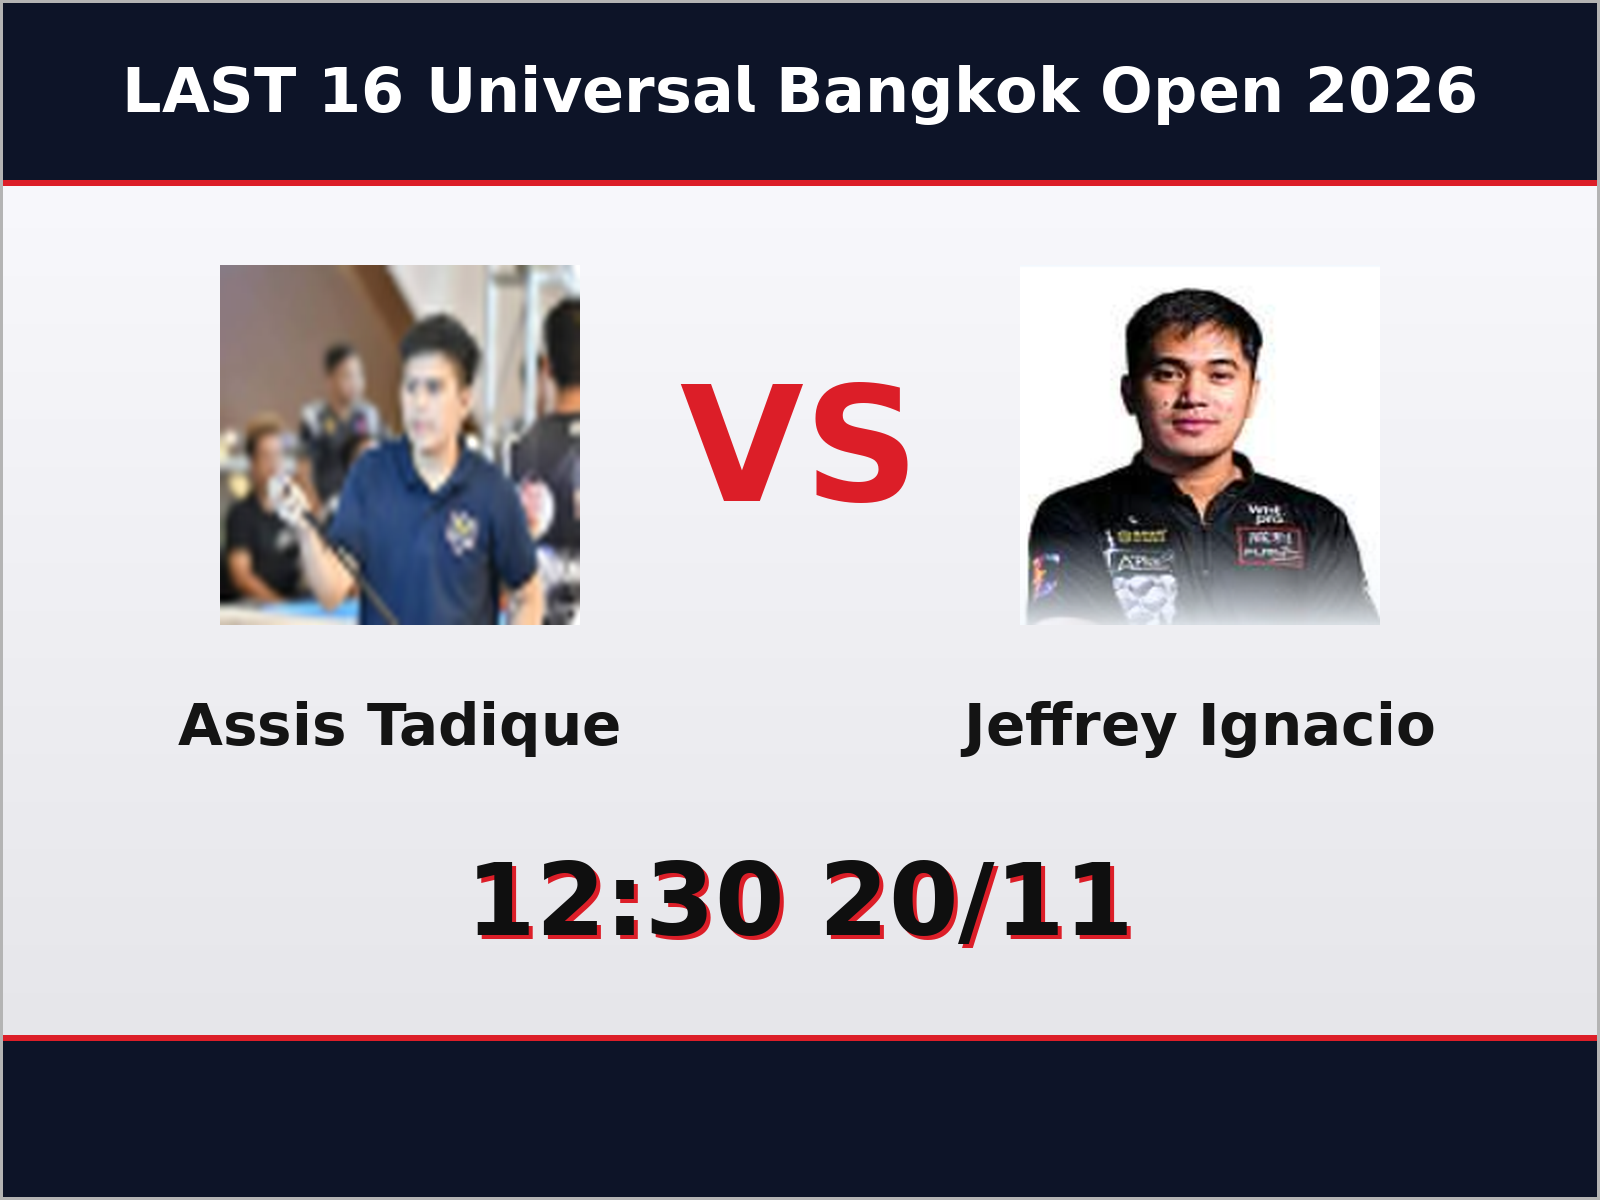 LAST 16 Universal Bangkok Open 2026
VS
Assis Tadique
Jeffrey Ignacio
12:30 20/11